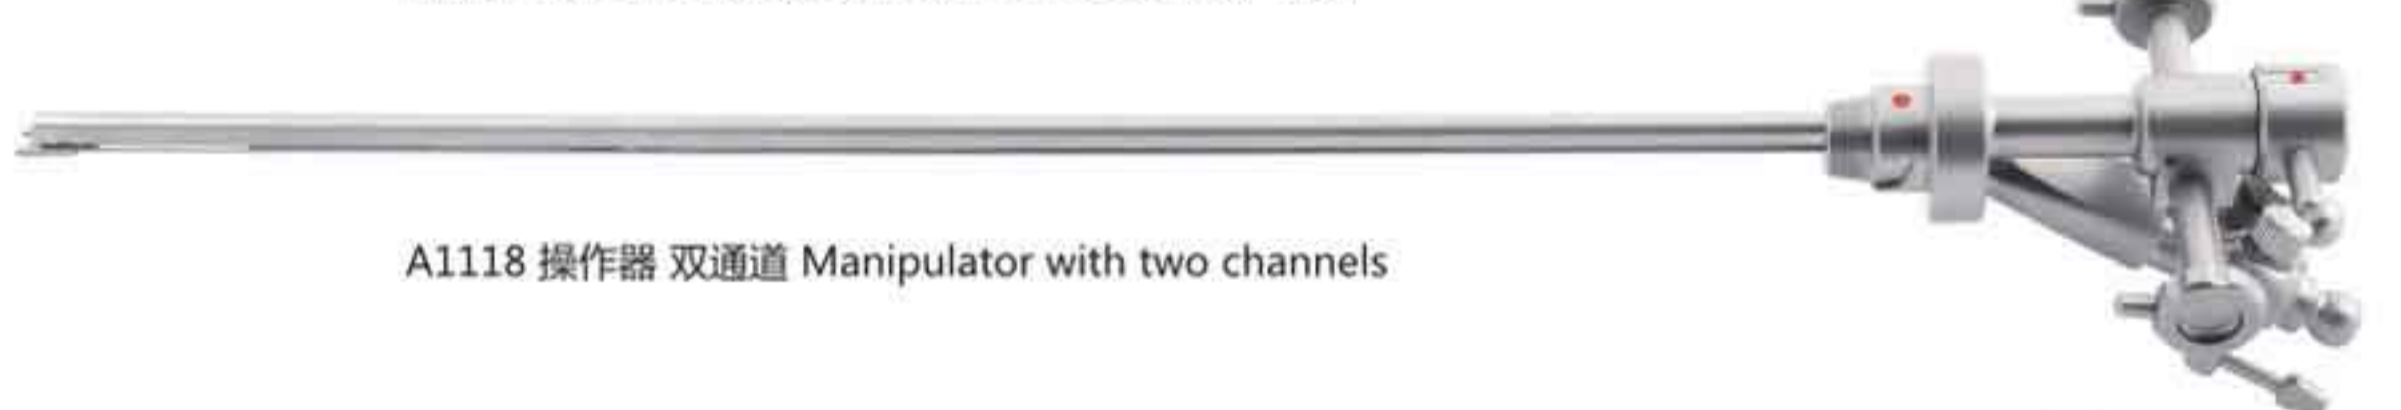 A1118 操作器 双通道 Manipulator with two channels